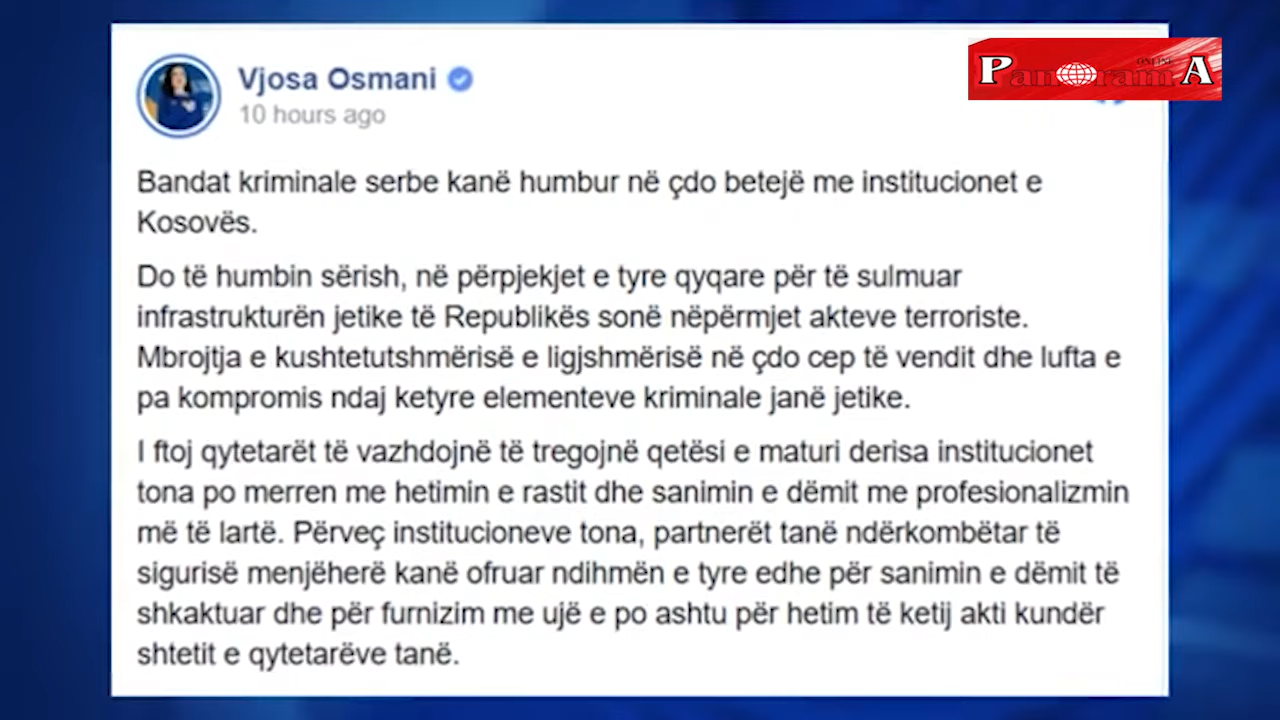 Vjosa Osmani
10 hours ago
PanoramA
ONLINE
Bandat kriminale serbe kanë humbur në çdo betejë me institucionet e
Kosovës.
Do të humbin sërish, në përpjekjet e tyre qyqare për të sulmuar
infrastrukturën jetike të Republikës sonë nëpërmjet akteve terroriste.
Mbrojtja e kushtetutshmërisë e ligjshmërisë në çdo cep të vendit dhe lufta e
pa kompromis ndaj ketyre elementeve kriminale janë jetike.
I ftoj qytetarët të vazhdojnë të tregojnë qetësi e maturi derisa institucionet
tona po merren me hetimin e rastit dhe sanimin e dëmit me profesionalizmin
më të lartë. Përveç institucioneve tona, partnerët tanë ndërkombëtar të
sigurisë menjëherë kanë ofruar ndihmën e tyre edhe për sanimin e dëmit të
shkaktuar dhe për furnizim me ujë e po ashtu për hetim të ketij akti kundër
shtetit e qytetarëve tanë.